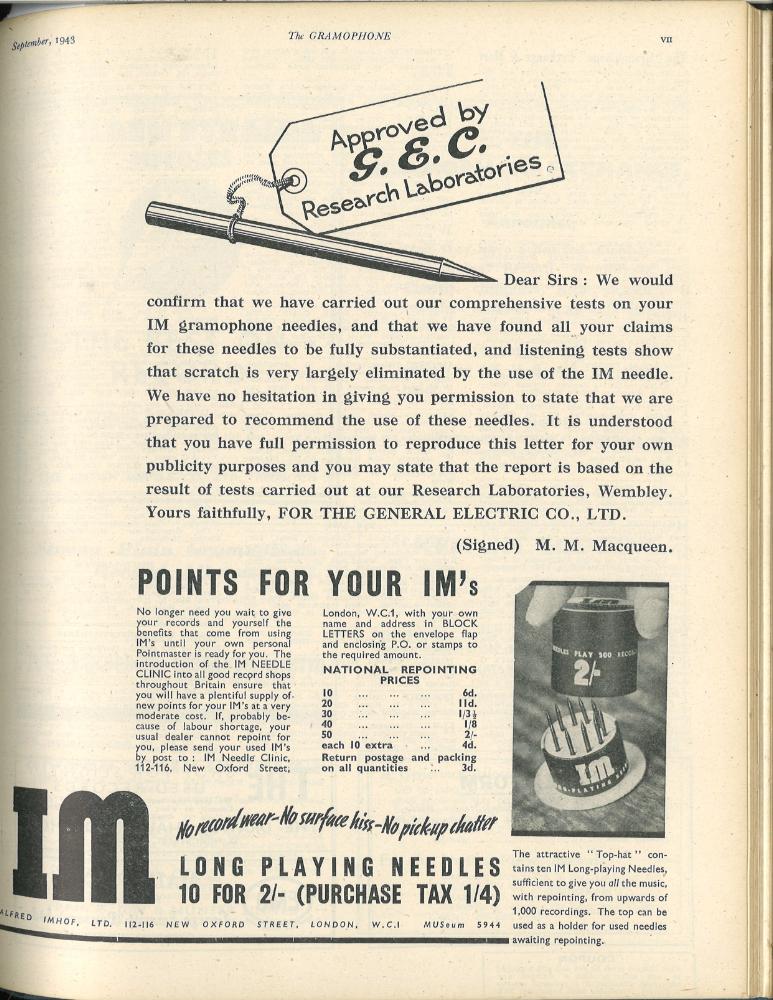 September, 1943
The GRAMOPHONE
VII
Approved by
G. E. C.
Research Laboratories
Dear Sirs : We would
confirm that we have carried out our comprehensive tests on your
IM gramophone needles, and that we have found all your claims
for these needles to be fully substantiated, and listening tests show
that scratch is very largely eliminated by the use of the IM needle.
We have no hesitation in giving you permission to state that we are
prepared to recommend the use of these needles. It is understood
that you have full permission to reproduce this letter for your own
publicity purposes and you may state that the report is based on the
result of tests carried out at our Research Laboratories, Wembley.
Yours faithfully, FOR THE GENERAL ELECTRIC CO., LTD.
(Signed) M. M. Macqueen.
POINTS FOR YOUR IM's
No longer need you wait to give
your records and yourself the
benefits that come from using
IM's until your own personal
Pointmaster is ready for you. The
introduction of the IM NEEDLE
CLINIC into all good record shops
throughout Britain ensure that
you will have a plentiful supply of
new points for your IM's at a very
moderate cost. If, probably be-
cause of labour shortage, your
usual dealer cannot repoint for
you, please send your used IM's
by post to : IM Needle Clinic,
112-116, New Oxford Street,
London, W.C.1, with your own
name and address in BLOCK
LETTERS on the envelope flap
and enclosing P.O. or stamps to
the required amount.
NATIONAL REPOINTING
PRICES
10 ... ... ... 6d.
20 ... ... ... 11d.
30 ... ... ... 1/3½
40 ... ... ... 1/8
50 ... ... ... 2/-
each 10 extra ... 4d.
Return postage and packing
on all quantities ... 3d.
IM
NEEDLES PLAY 500 RECO
2/-
IM
NG-PLAYING NEE
IM
No record wear-No surface hiss-No pick-up chatter
LONG PLAYING NEEDLES
10 FOR 2/- (PURCHASE TAX 1/4)
ALFRED IMHOF, LTD. 112-116 NEW OXFORD STREET, LONDON, W.C.1 MUSeum 5944
The attractive "Top-hat" con-
tains ten IM Long-playing Needles,
sufficient to give you all the music,
with repointing, from upwards of
1,000 recordings. The top can be
used as a holder for used needles
awaiting repointing.